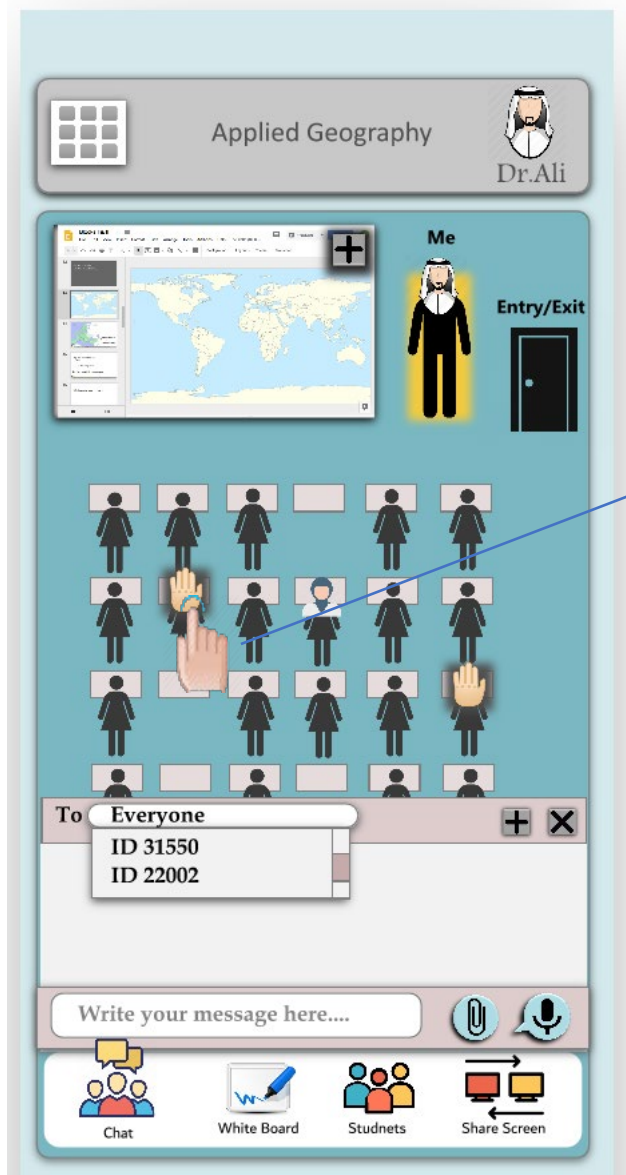 Applied Geography
Dr.Ali
Me
Entry/Exit
To
Everyone
ID 31550
ID 22002
Write your message here....
Chat
White Board
Studnets
Share Screen